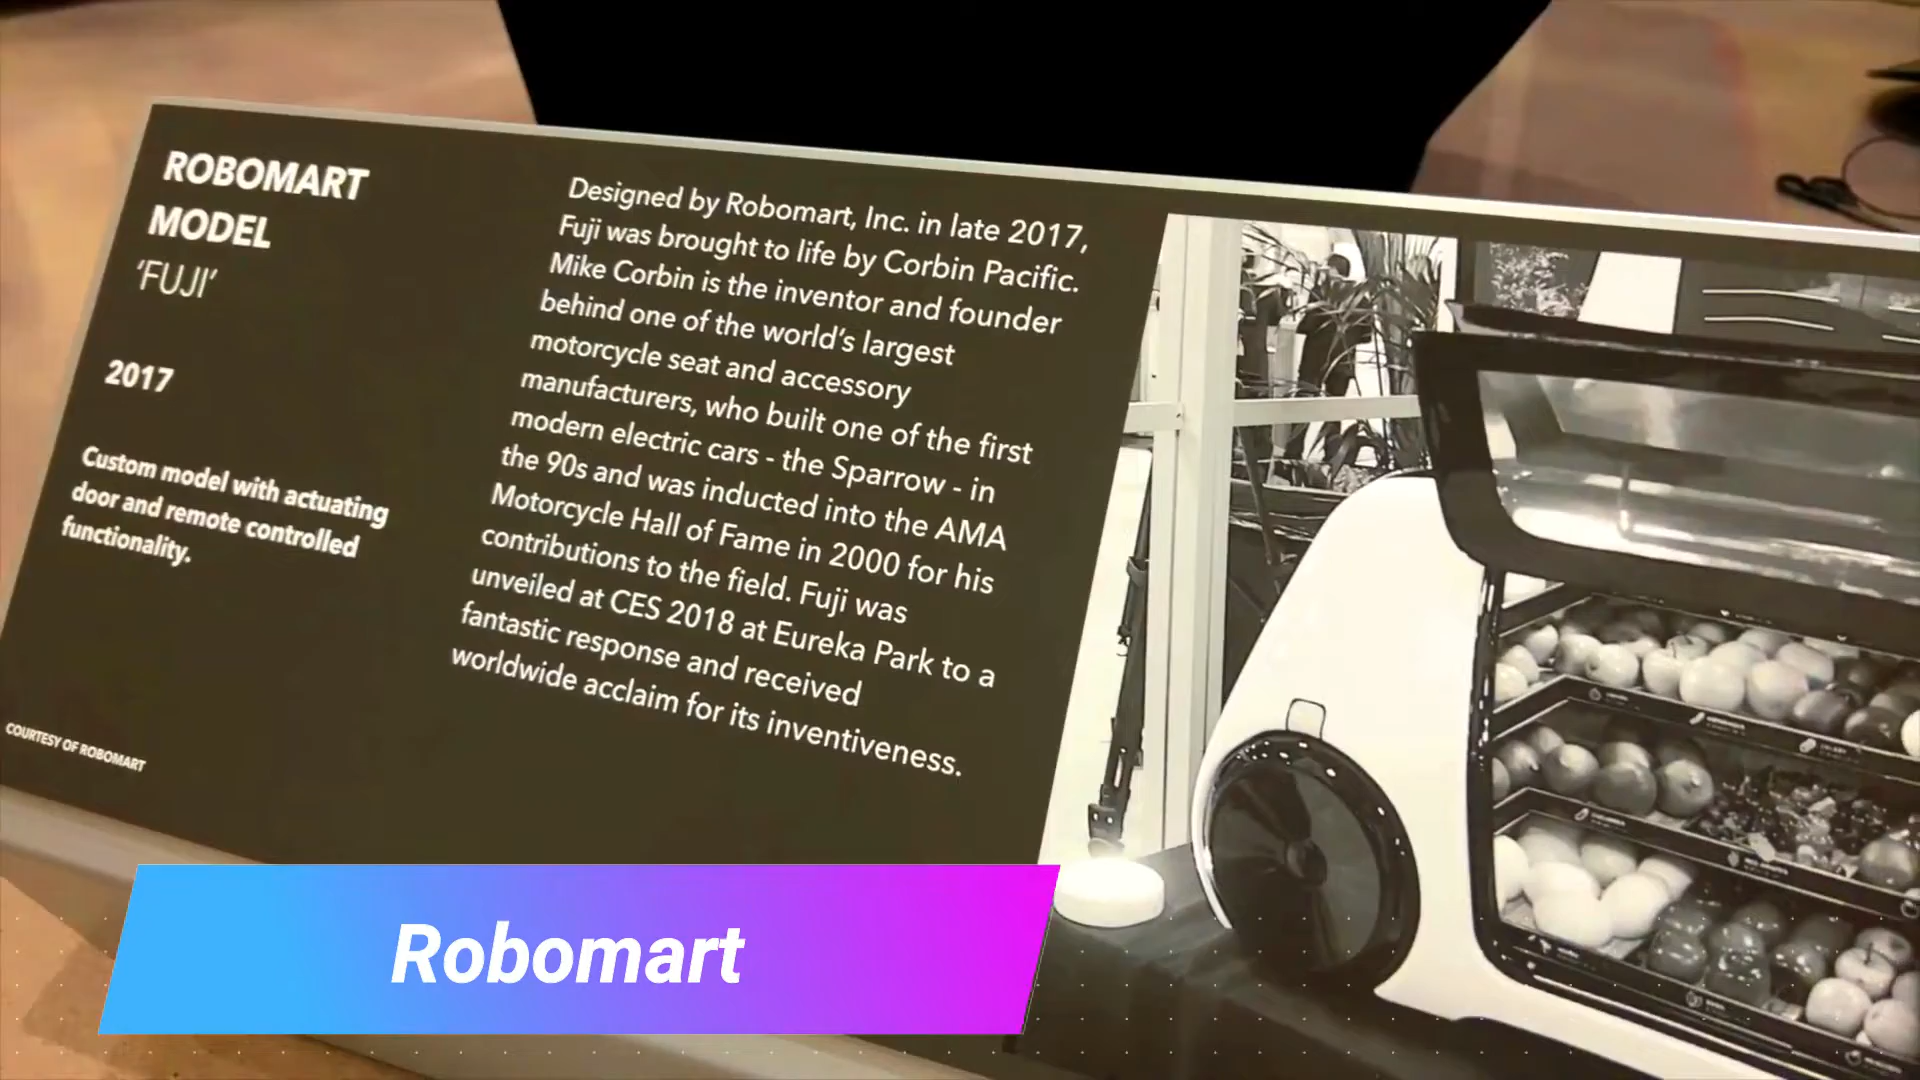 ROBOMART
MODEL
'FUJI'
2017
Custom model with actuating
door and remote controlled
functionality.
COURTESY OF ROBOMART
Designed by Robomart, Inc. in late 2017,
Fuji was brought to life by Corbin Pacific.
Mike Corbin is the inventor and founder
behind one of the world's largest
motorcycle seat and accessory
manufacturers, who built one of the first
modern electric cars - the Sparrow - in
the 90s and was inducted into the AMA
Motorcycle Hall of Fame in 2000 for his
contributions to the field. Fuji was
unveiled at CES 2018 at Eureka Park to a
fantastic response and received
worldwide acclaim for its inventiveness.
Robomart